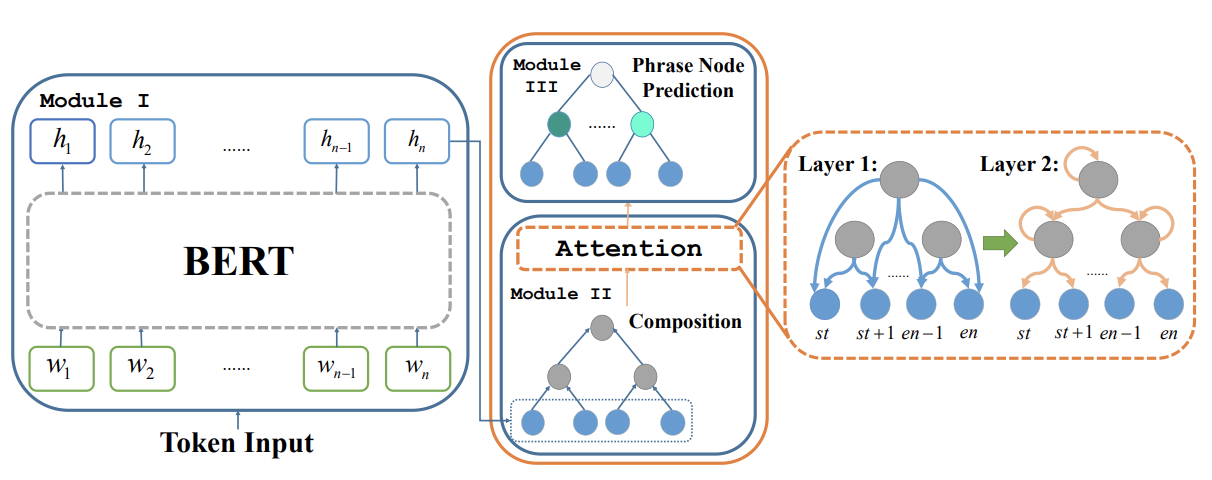 Module I
h1 h2 ...... hn−1 hn
BERT
w1 w2 ...... wn−1 wn
Token Input
Module
III
Phrase Node
Prediction
......
Attention
Module II
Composition
Layer 1:
......
st st+1 en−1 en
Layer 2:
......
st st+1 en−1 en